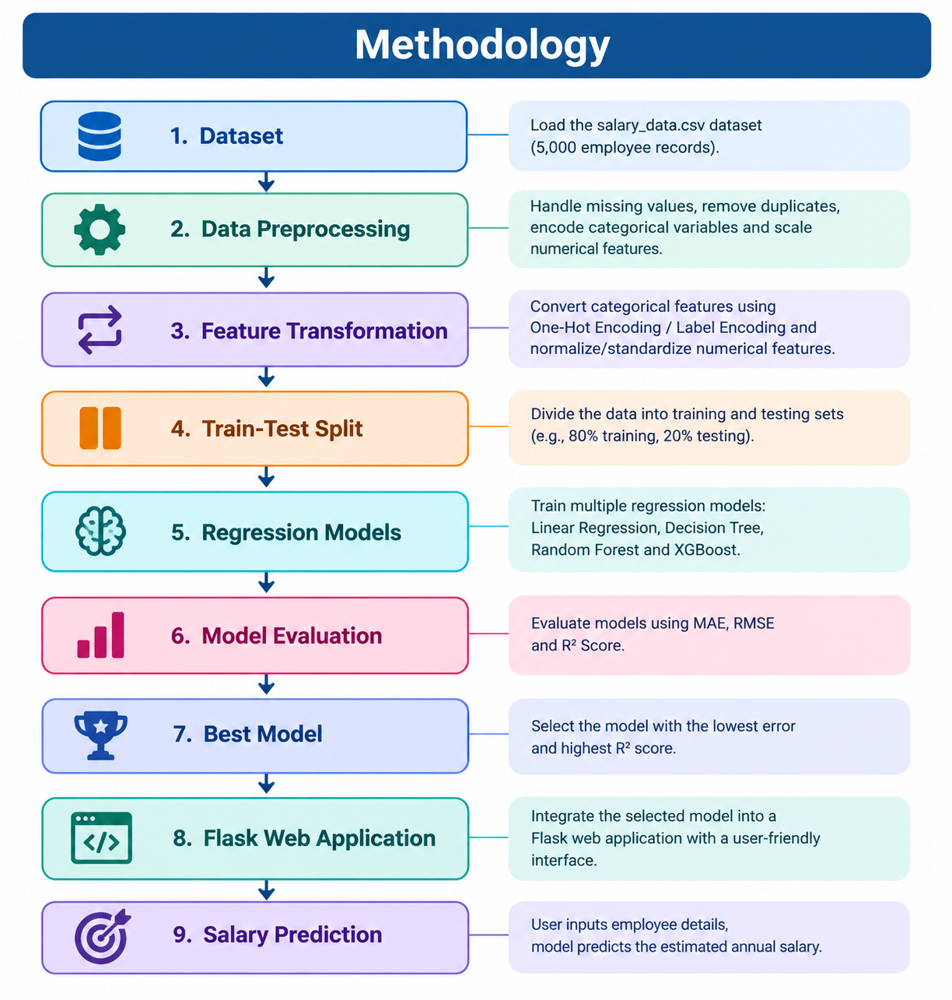 Methodology
1. Dataset
Load the salary_data.csv dataset
(5,000 employee records).
2. Data Preprocessing
Handle missing values, remove duplicates,
encode categorical variables and scale
numerical features.
3. Feature Transformation
Convert categorical features using
One-Hot Encoding / Label Encoding and
normalize/standardize numerical features.
4. Train-Test Split
Divide the data into training and testing sets
(e.g., 80% training, 20% testing).
5. Regression Models
Train multiple regression models:
Linear Regression, Decision Tree,
Random Forest and XGBoost.
6. Model Evaluation
Evaluate models using MAE, RMSE
and R² Score.
7. Best Model
Select the model with the lowest error
and highest R² score.
</>
8. Flask Web Application
Integrate the selected model into a
Flask web application with a user-friendly
interface.
9. Salary Prediction
User inputs employee details,
model predicts the estimated annual salary.